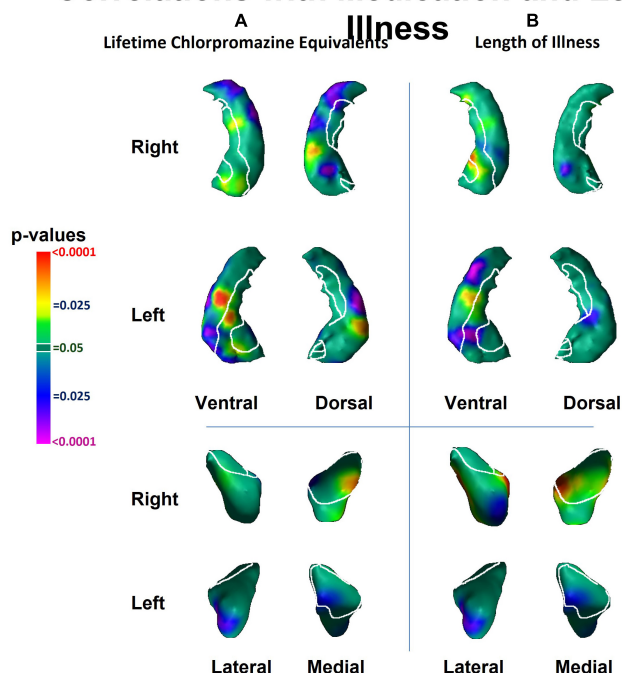 Illness
A
B
Lifetime Chlorpromazine Equivalents
Length of Illness
Right
p-values
<0.0001
=0.025
=0.05
=0.025
<0.0001
Left
Ventral
Dorsal
Ventral
Dorsal
Right
Left
Lateral
Medial
Lateral
Medial